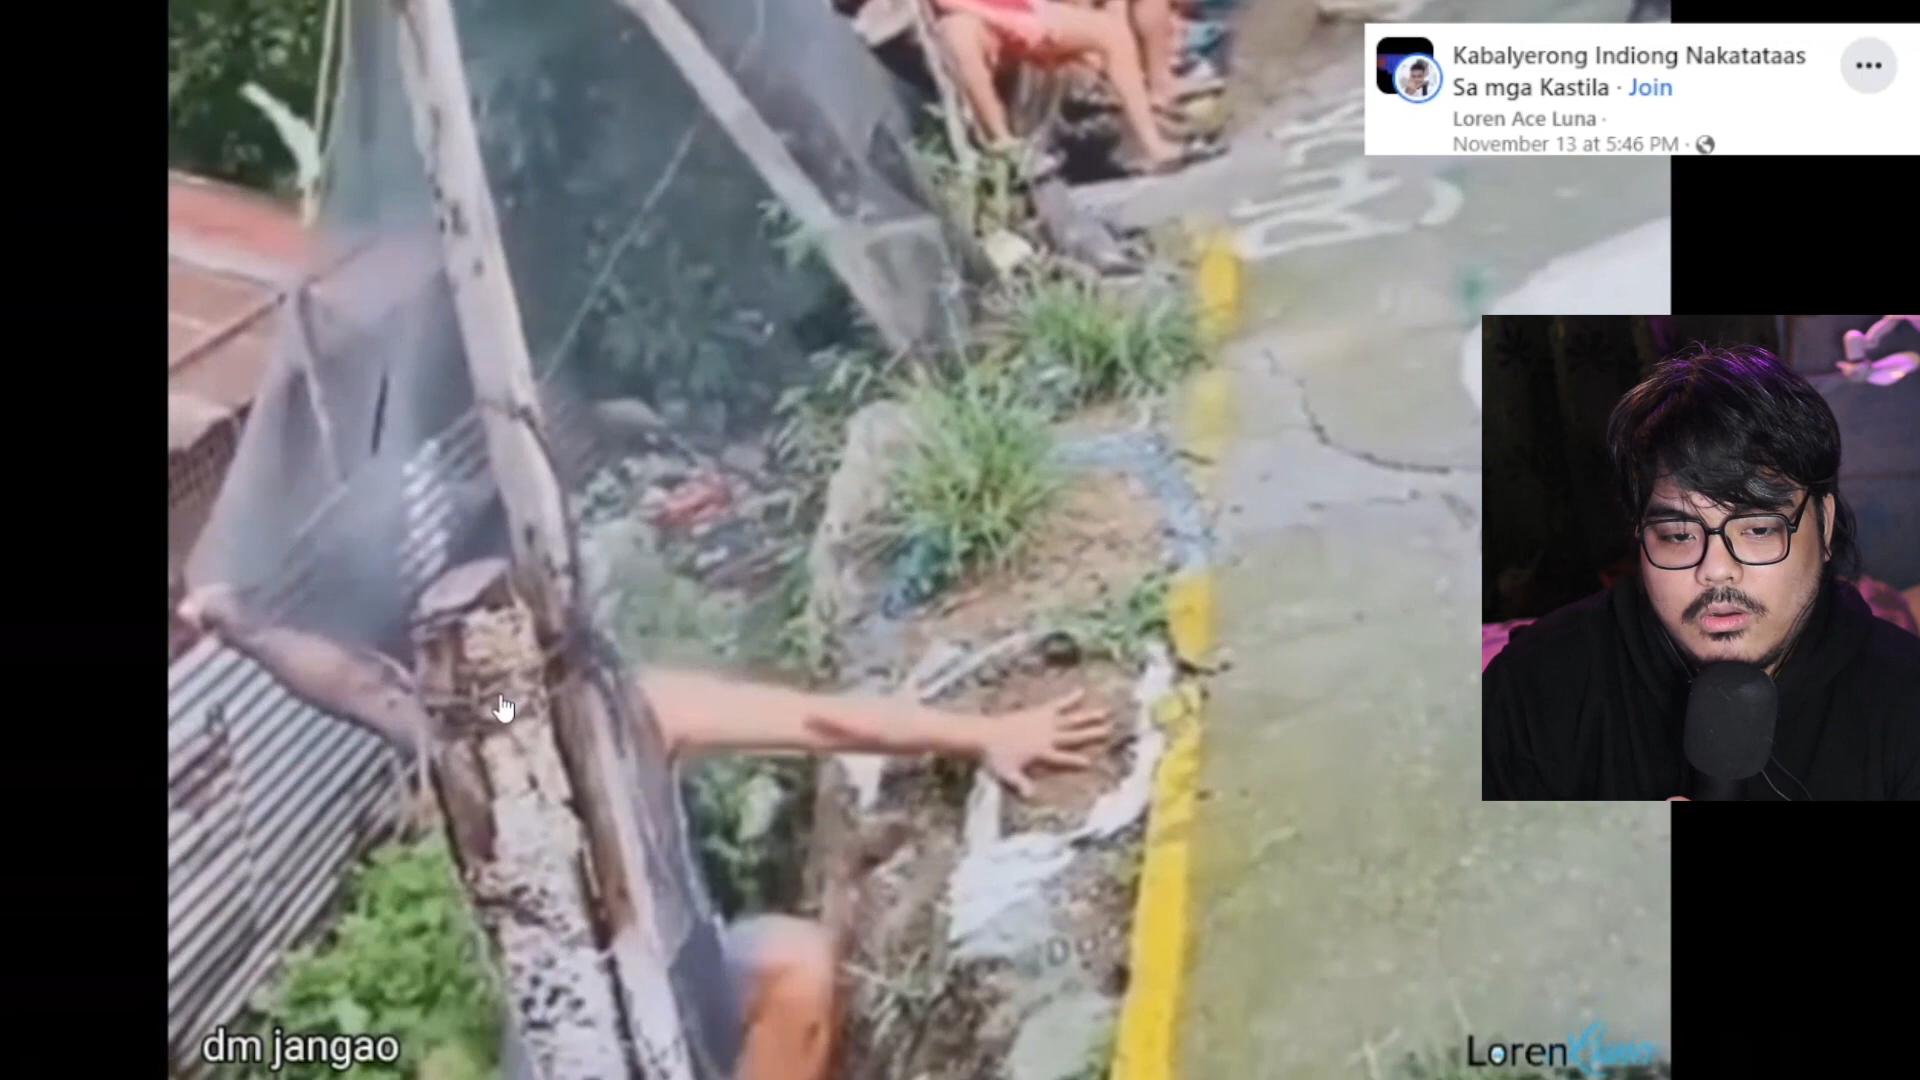 Kabalyerong Indiong Nakatataas
Sa mga Kastila · Join
Loren Ace Luna ·
November 13 at 5:46 PM ·
dm jangao
Loren Luna